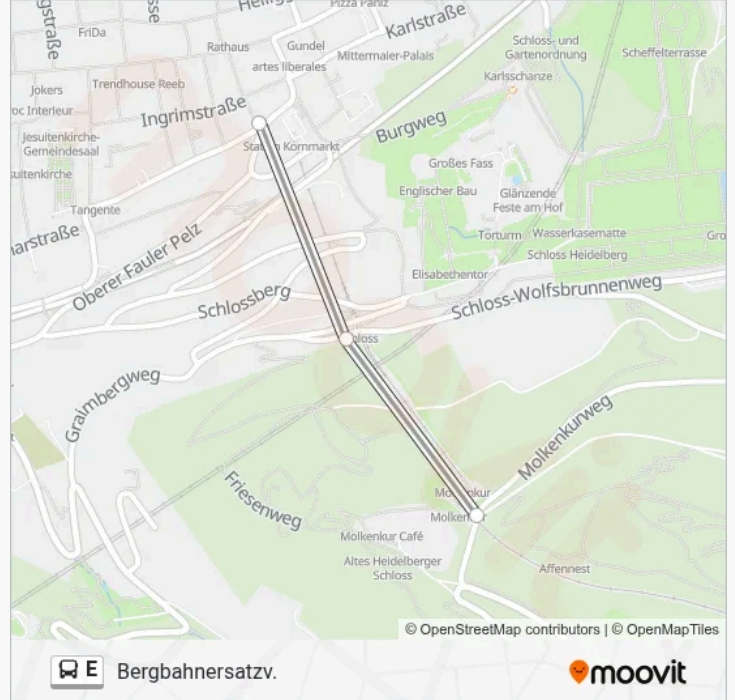 Pizza Paniz
Karlstraße
FriDa
Rathaus
Gundel
Mittermaier-Palais
artes liberales
Schloss- und
Gartenordnung
Scheffelterrasse
Karlsschanze
Jokers
Trendhouse Reeb
Interieur
Ingrimstraße
Burgweg
Jesuitenkirche-
Gemeindesaal
Kornmarkt
Großes Fass
Englischer Bau
Glänzende
Feste am Hof
Tangente
Oberer Fauler Pelz
Torturm
Wasserkasematte
Schloss Heidelberg
Elisabethentor
Schlossberg
Schloss-Wolfsbrunnenweg
Graimbergweg
Molkenkurweg
Friesenweg
Molkenkur Café
Altes Heidelberger
Schloss
Affennest
© OpenStreetMap contributors | © OpenMapTiles
E Bergbahnersatzv.
moovit